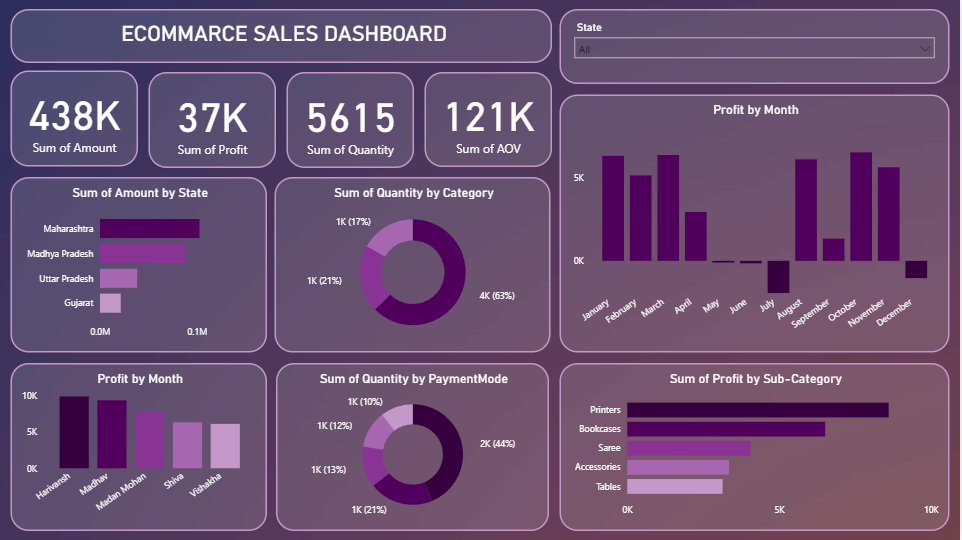 ECOMMARCE SALES DASHBOARD
State
All
438K
Sum of Amount
37K
Sum of Profit
5615
Sum of Quantity
121K
Sum of AOV
Profit by Month
5K
0K
January
February
March
April
May
June
July
August
September
October
November
December
Sum of Amount by State
Maharashtra
Madhya Pradesh
Uttar Pradesh
Gujarat
0.0M
0.1M
Sum of Quantity by Category
1K (17%)
1K (21%)
4K (63%)
Profit by Month
10K
5K
0K
Harivansh
Madhav
Madan Mohan
Shiva
Vishakha
Sum of Quantity by PaymentMode
1K (10%)
1K (12%)
2K (44%)
1K (13%)
1K (21%)
Sum of Profit by Sub-Category
Printers
Bookcases
Saree
Accessories
Tables
0K
5K
10K